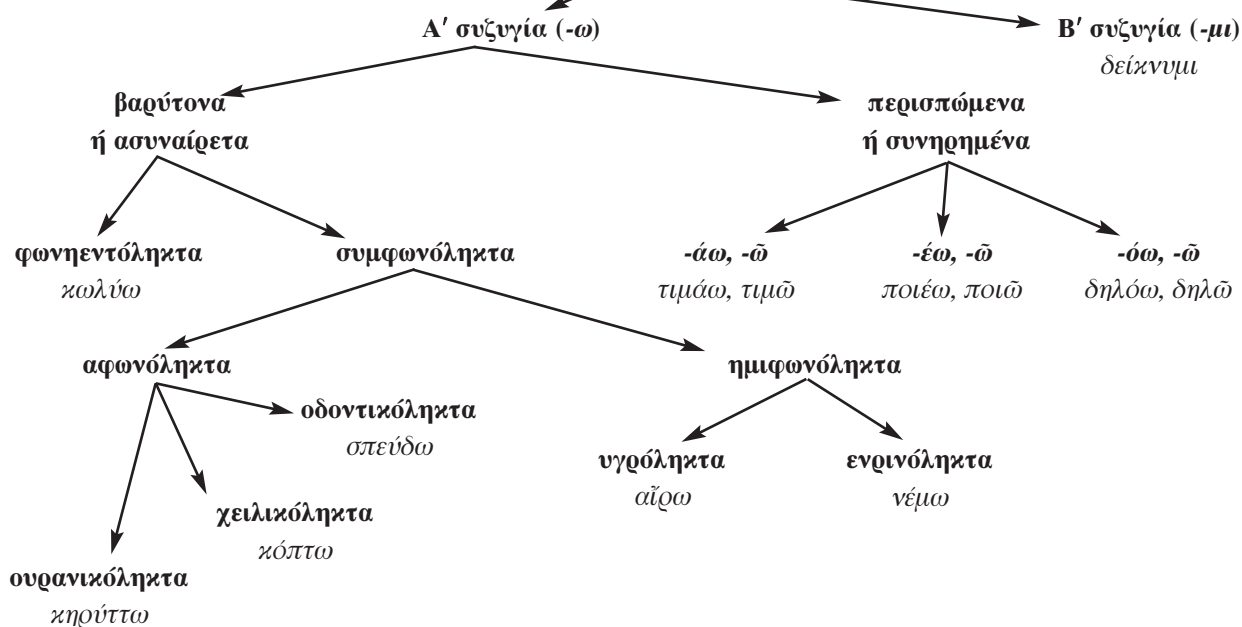 Α′ συζυγία (-ω)
Β′ συζυγία (-μι)
δείκνυμι
βαρύτονα
ή ασυναίρετα
περισπώμενα
ή συνηρημένα
φωνηεντόληκτα
κωλύω
συμφωνόληκτα
-άω, -ῶ
τιμάω, τιμῶ
-έω, -ῶ
ποιέω, ποιῶ
-όω, -ῶ
δηλόω, δηλῶ
αφωνόληκτα
ημιφωνόληκτα
οδοντικόληκτα
σπεύδω
υγρόληκτα
αἴρω
ενρινόληκτα
νέμω
χειλικόληκτα
κόπτω
ουρανικόληκτα
κηρύττω